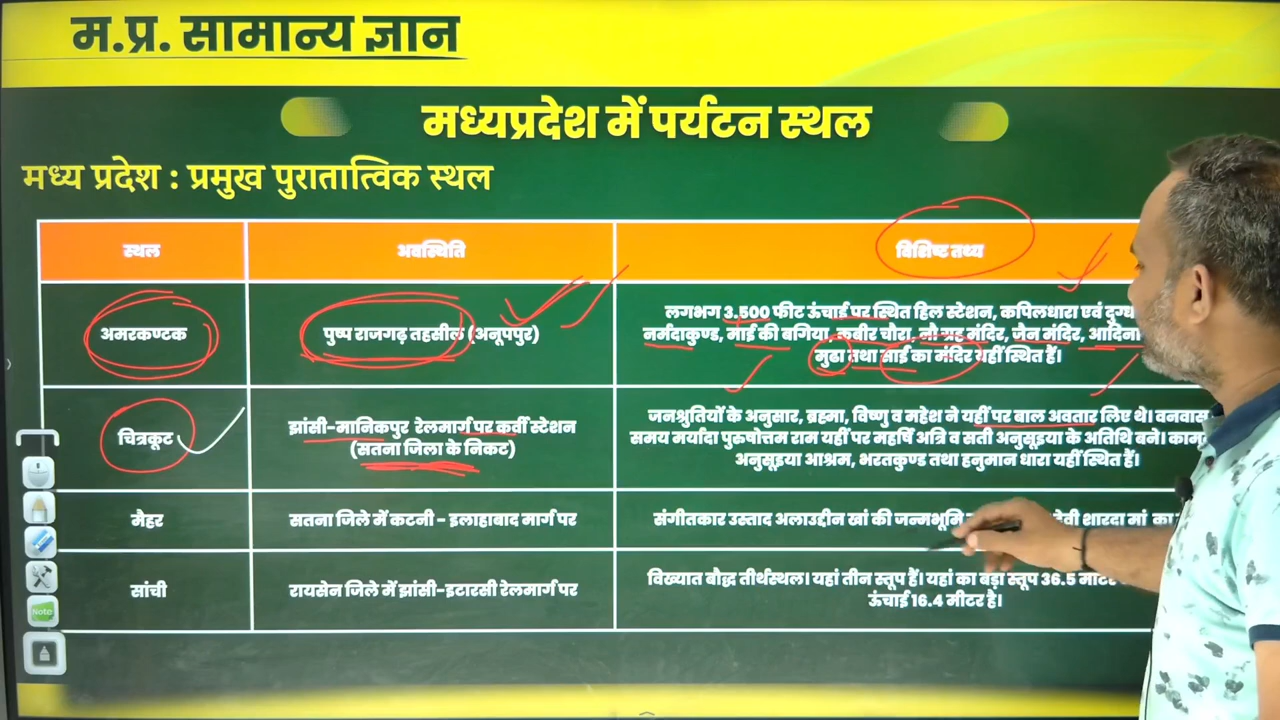 म.प्र. सामान्य ज्ञान
मध्यप्रदेश में पर्यटन स्थल
मध्य प्रदेश : प्रमुख पुरातात्विक स्थल
स्थल
अवस्थिति
विशिष्ट तथ्य
अमरकण्टक
पुष्प राजगढ़ तहसील (अनूपपुर)
लगभग 3.500 फीट ऊंचाई पर स्थित हिल स्टेशन, कपिलधारा एवं
नर्मदाकुण्ड, माई की बगिया, कबीर चौरा, नौ ग्रह मंदिर, जैन मंदिर,
मुढा तथा सार्इ का मंदिर यहीं स्थित हैं।
चित्रकूट
झांसी-मानिकपुर रेलमार्ग पर कर्वी स्टेशन
(सतना जिला के निकट)
जनश्रुतियों के अनुसार, ब्रह्मा, विष्णु व महेश ने यहीं पर बाल अवतार लिए थे। वनवास
समय मर्यादा पुरुषोत्तम राम यहीं पर महर्षि अत्रि व सती अनुसूइया के अतिथि बने।
अनुसूइया आश्रम, भरतकुण्ड तथा हनुमान धारा यहीं स्थित हैं।
मैहर
सतना जिले में कटनी - इलाहाबाद मार्ग पर
संगीतकार उस्ताद अलाउद्दीन खां की जन्मभूमि देवी शारदा मां का
सांची
रायसेन जिले में झांसी-इटारसी रेलमार्ग पर
विख्यात बौद्ध तीर्थस्थल। यहां तीन स्तूप हैं। यहां का बड़ा स्तूप 36.5 मीटर
ऊंचाई 16.4 मीटर है।
Note